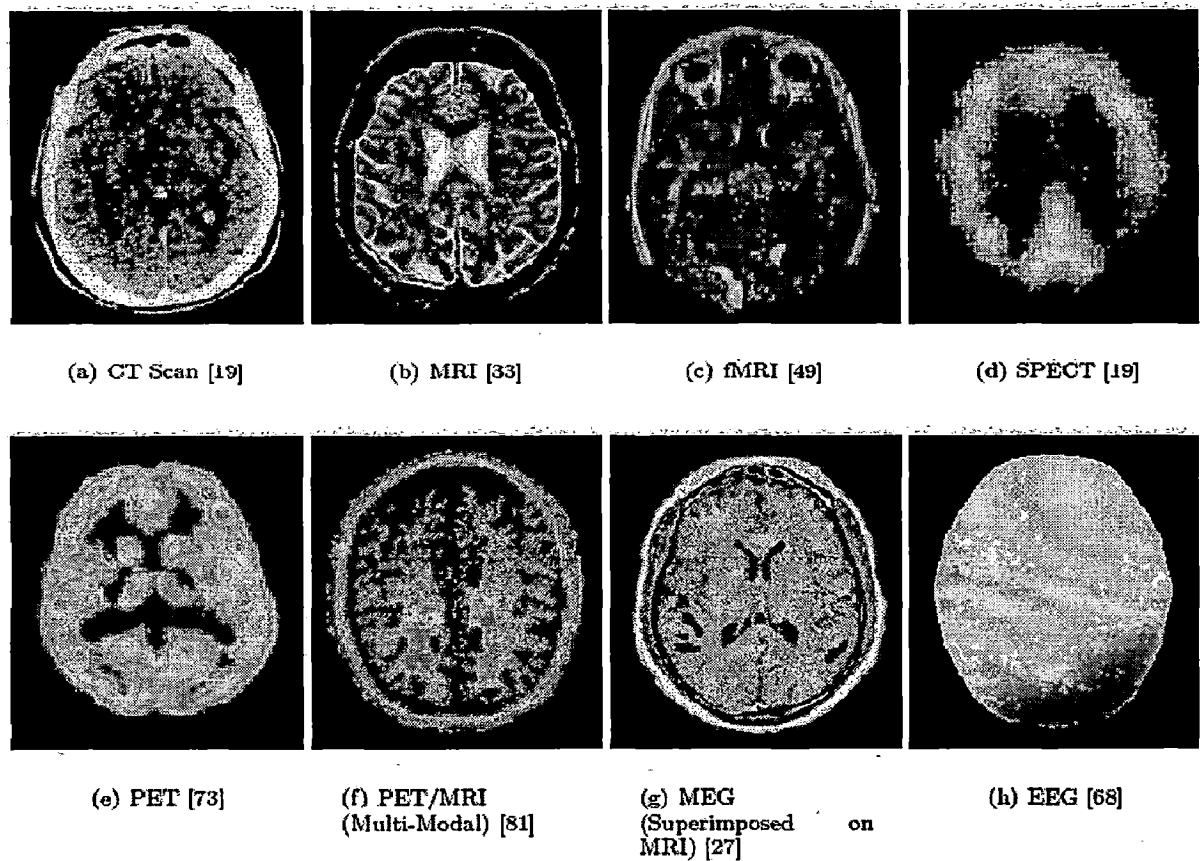 (a) CT Scan [19]
(b) MRI [33]
(c) fMRI [49]
(d) SPECT [19]
(e) PET [73]
(f) PET/MRI
(Multi-Modal) [81]
(g) MEG
(Superimposed on
MRI) [27]
(h) EEG [68]